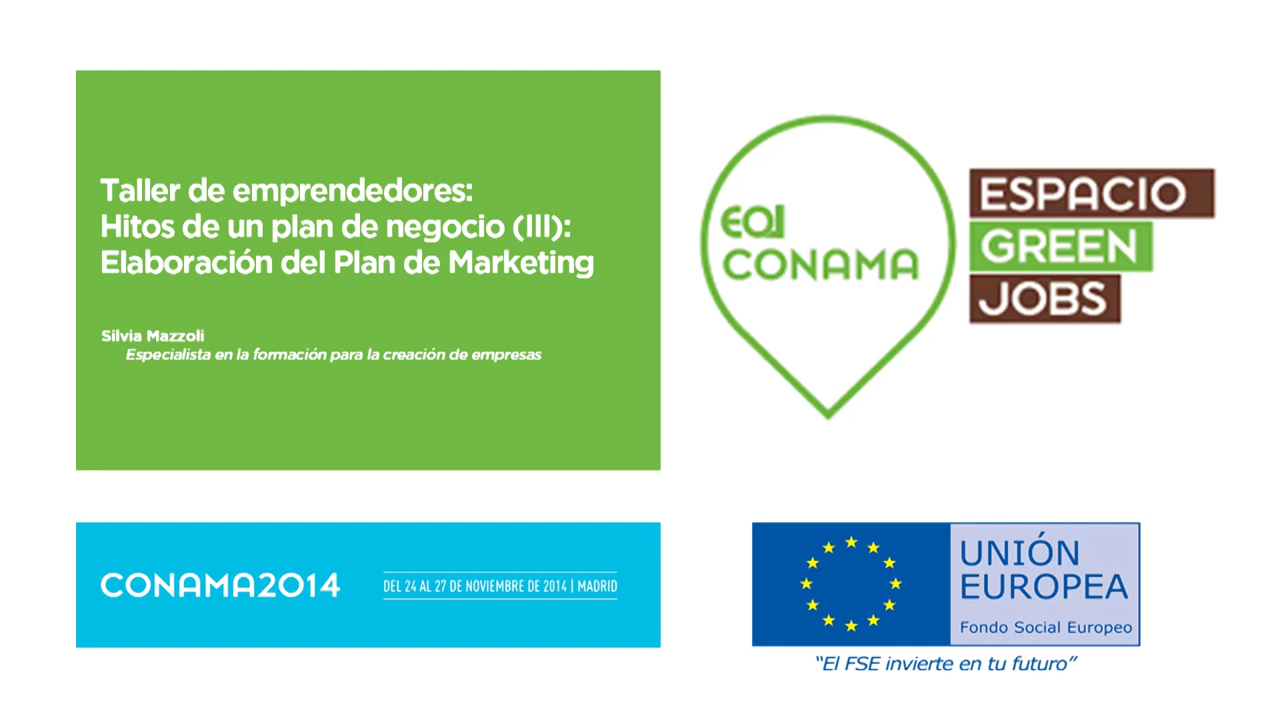 Taller de emprendedores:
Hitos de un plan de negocio (III):
Elaboración del Plan de Marketing
Silvia Mazzoli
Especialista en la formación para la creación de empresas
EOI
CONAMA
ESPACIO
GREEN
JOBS
CONAMA2014
DEL 24 AL 27 DE NOVIEMBRE DE 2014 | MADRID
UNIÓN
EUROPEA
Fondo Social Europeo
“El FSE invierte en tu futuro”